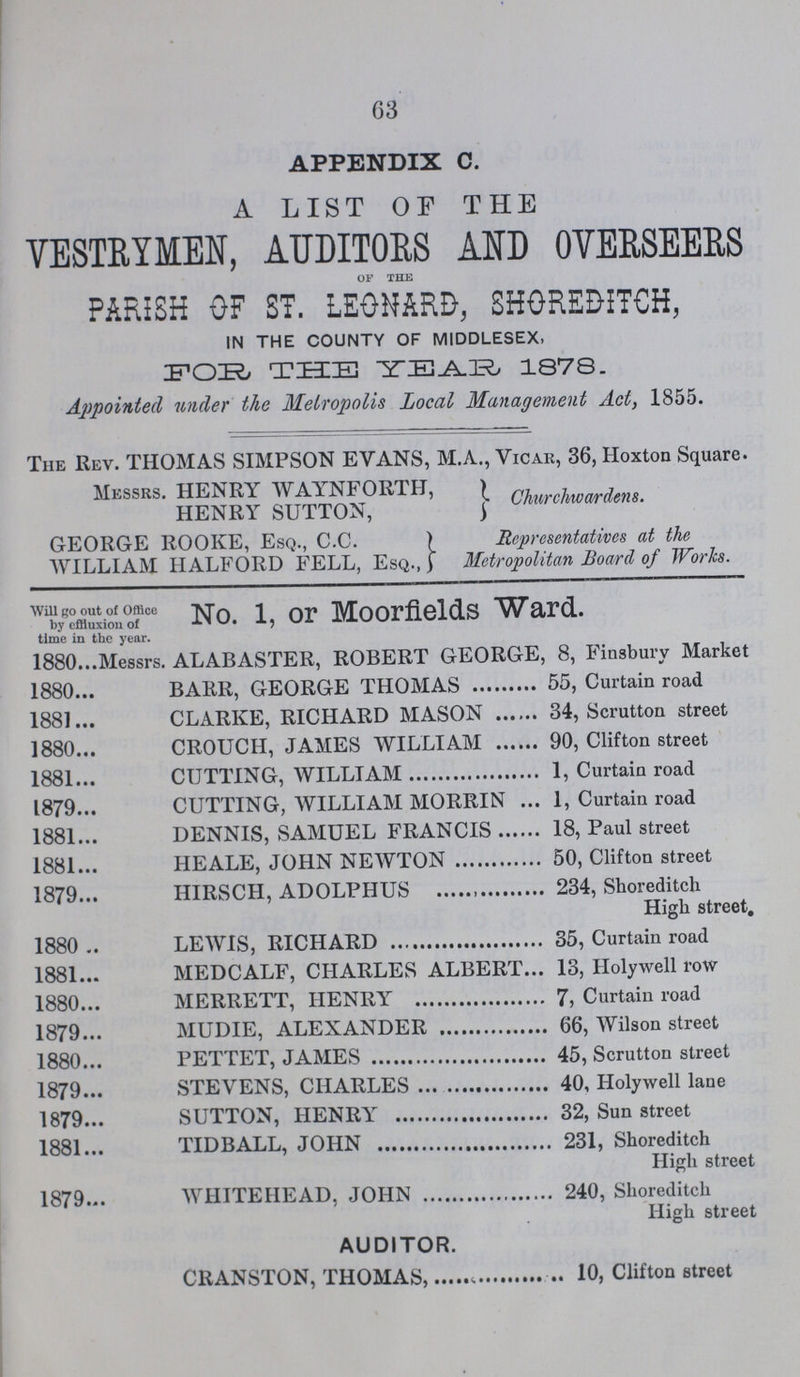 63
APPENDIX C.
A LIST OF THE
VESTRYMEN, AUDITORS AND OVERSEERS
OF THE
PARISH OF ST. LEONARD, SHOREDITCH,
IN THE COUNTY OF MIDDLESEX,
FOR THE YEAR 1878.
Appointed under the Metropolis Local Management Act, 1855.
THE REV. THOMAS SIMPSON EVANS, M.A., VICAR, 36, Hoxton Square.
MESSRS. HENRY WAYNFORTH,
HENRY SUTTON, } Churchwardens.
GEORGE ROOKE, ESQ., C.C.
WILLIAM HALFORD FELL, ESQ., } Representatives at the
Metropolitan Board of Works.
Will go out of Office
by effluxion of
time in the year.
No. 1, or Moorfields Ward.
1880...Messrs. ALABASTER, ROBERT GEORGE, 8, Finsbury Market
1880... BARR, GEORGE THOMAS ......... 55, Curtain road
1881... CLARKE, RICHARD MASON ...... 34, Scrutton street
1880... CROUCH, JAMES WILLIAM ...... 90, Clifton street
1881... CUTTING, WILLIAM .................. 1, Curtain road
1879... CUTTING, WILLIAM MORRIN ... 1, Curtain road
1881... DENNIS, SAMUEL FRANCIS ...... 18, Paul street
1881... HEALE, JOHN NEWTON ............ 50, Clifton street
1879... HIRSCH, ADOLPHUS ............... 234, Shoreditch
High street.
1880 .. LEWIS, RICHARD ..................... 35, Curtain road
1881... MEDCALF, CHARLES ALBERT... 13, Holywell row
1880... MERRETT, HENRY .................. 7, Curtain road
1879... MUDIE, ALEXANDER ............... 66, Wilson street
1880... PETTET, JAMES ........................ 45, Scrutton street
1879... STEVENS, CHARLES ... ............. 40, Holywell lane
1879... SUTTON, HENRY ..................... 32, Sun street
1881... TIDBALL, JOHN ........................ 231, Shoreditch
High street
1879... WHITEHEAD, JOHN .................. 240, Shoreditch
High street
AUDITOR.
CRANSTON, THOMAS, .................. 10, Clifton street